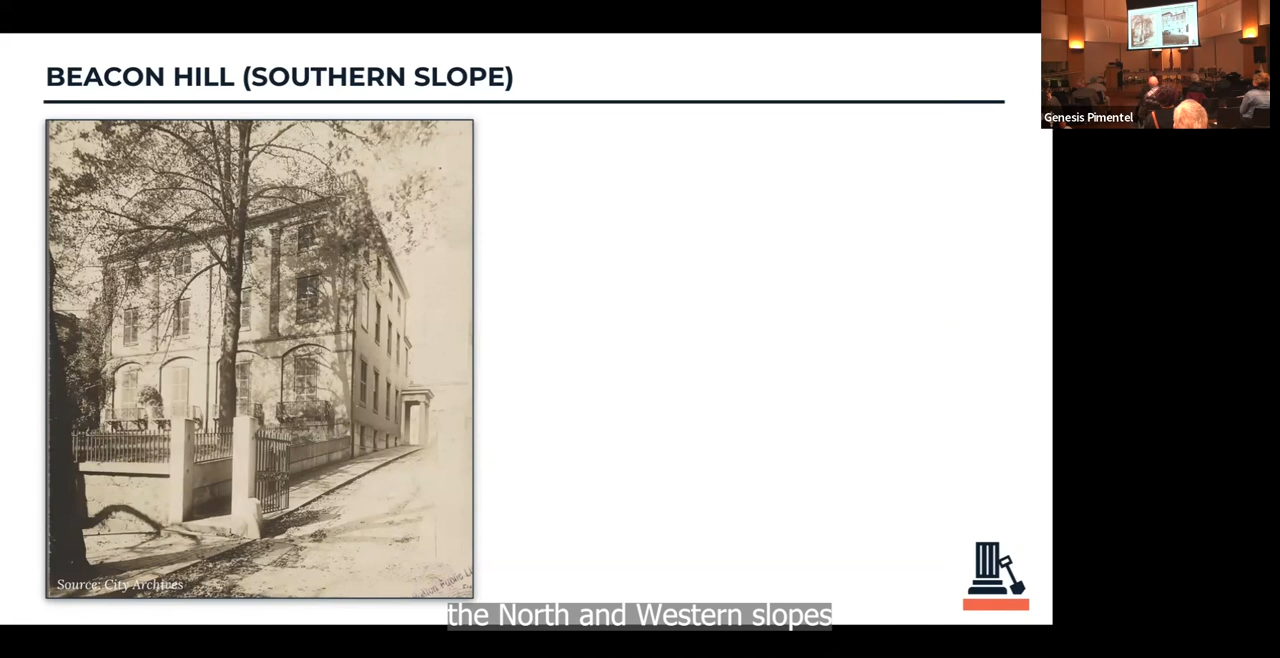 BEACON HILL (SOUTHERN SLOPE)
Genesis Pimentel
Source: City Archives
the North and Western slopes